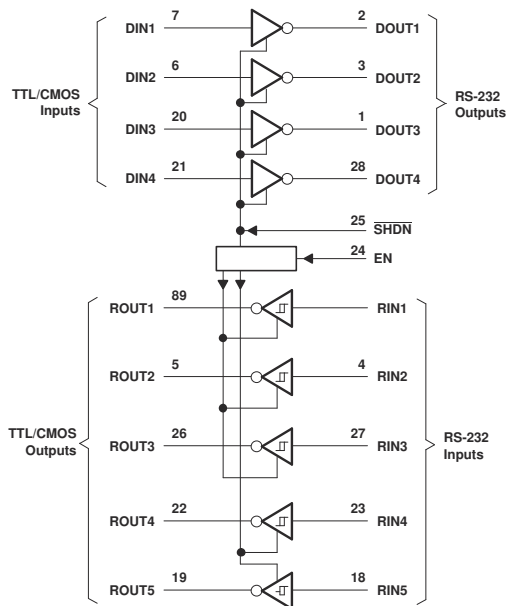 DIN1 7 2 DOUT1
DIN2 6 3 DOUT2
TTL/CMOS
Inputs
RS-232
Outputs
DIN3 20 1 DOUT3
DIN4 21 28 DOUT4
25 SHDN
24 EN
ROUT1 89 RIN1
ROUT2 5 4 RIN2
TTL/CMOS
Outputs
ROUT3 26 27 RIN3
RS-232
Inputs
ROUT4 22 23 RIN4
ROUT5 19 18 RIN5